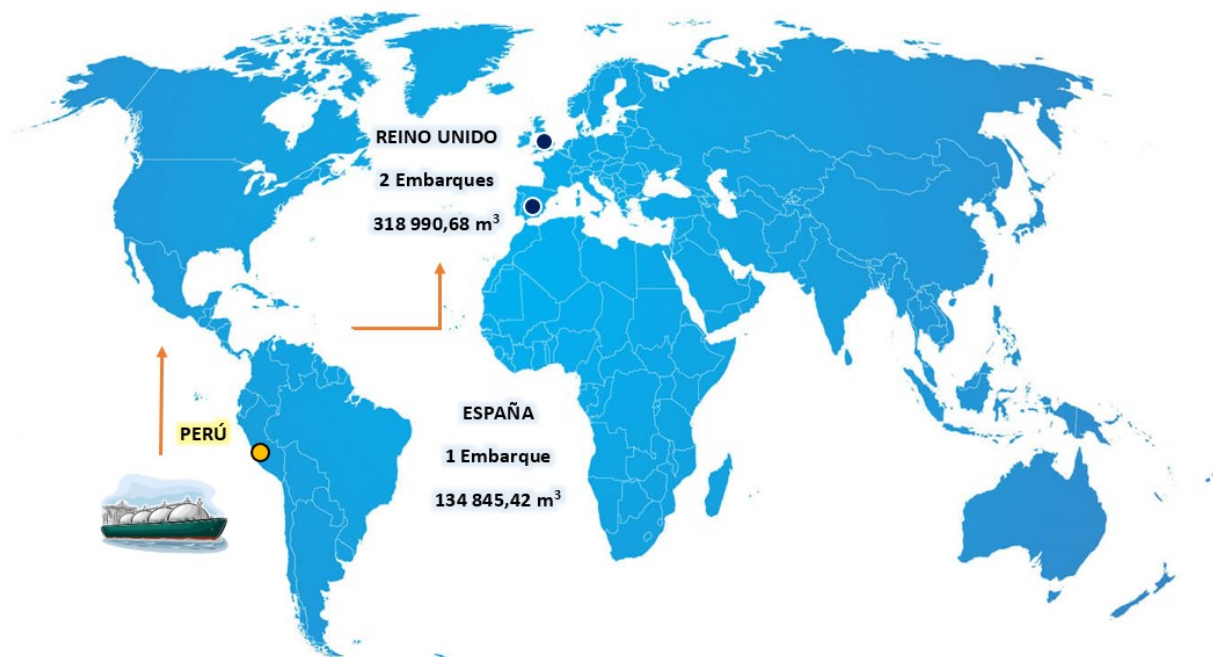 REINO UNIDO
2 Embarques
318 990,68 m³
PERÚ
ESPAÑA
1 Embarque
134 845,42 m³